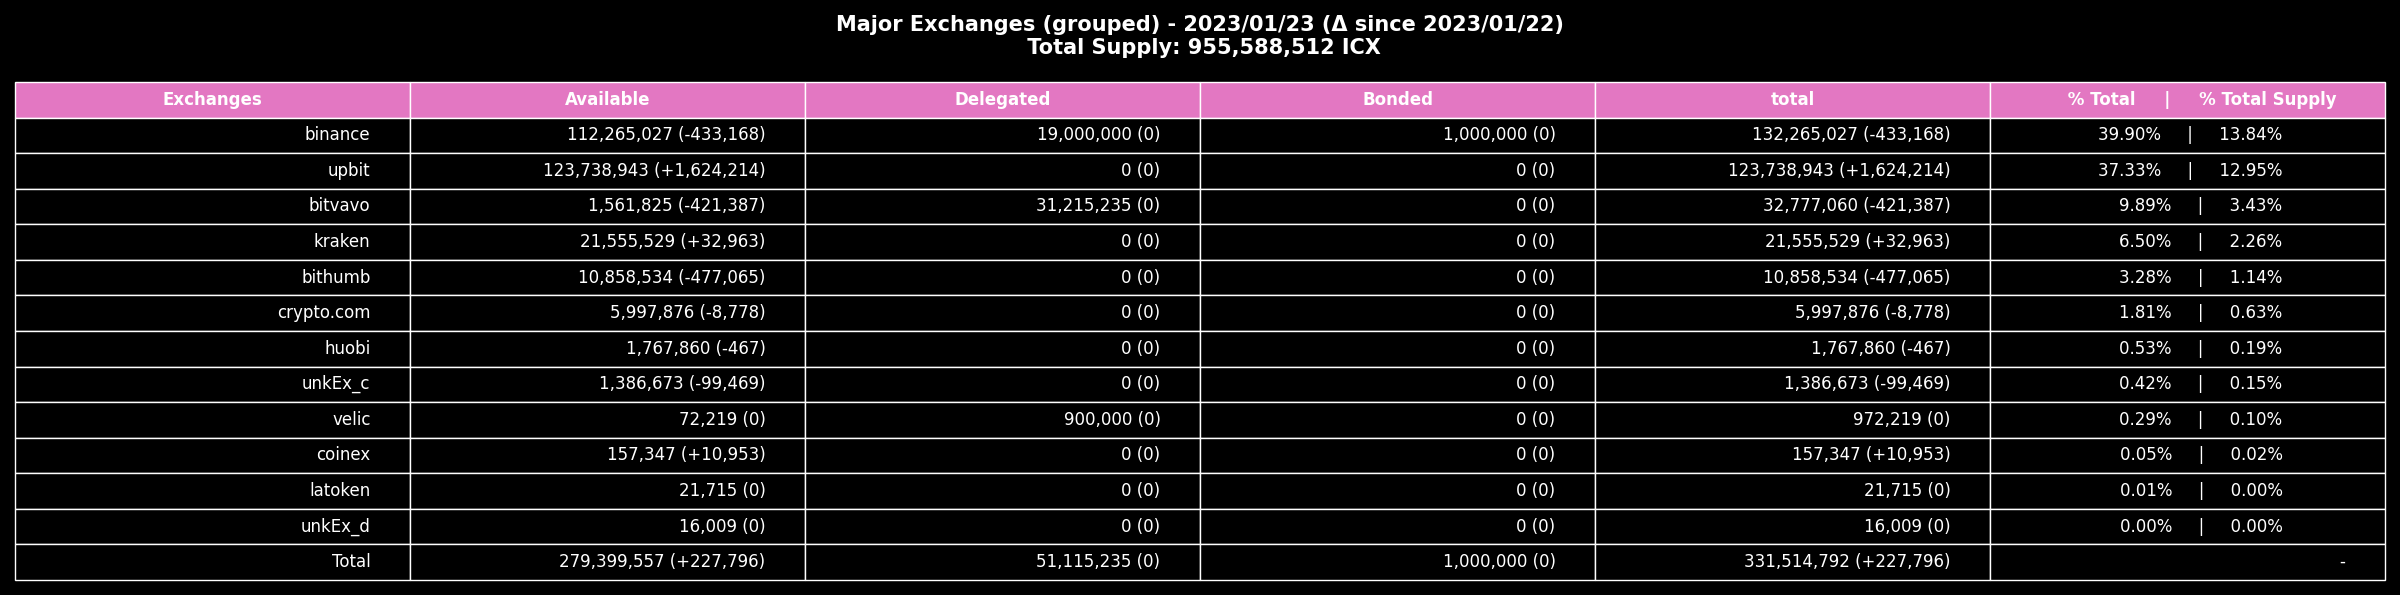 Major Exchanges (grouped) - 2023/01/23 (Δ since 2023/01/22)
Total Supply: 955,588,512 ICX
Exchanges Available Delegated Bonded total % Total | % Total Supply
binance 112,265,027 (-433,168) 19,000,000 (0) 1,000,000 (0) 132,265,027 (-433,168) 39.90% | 13.84%
upbit 123,738,943 (+1,624,214) 0 (0) 0 (0) 123,738,943 (+1,624,214) 37.33% | 12.95%
bitvavo 1,561,825 (-421,387) 31,215,235 (0) 0 (0) 32,777,060 (-421,387) 9.89% | 3.43%
kraken 21,555,529 (+32,963) 0 (0) 0 (0) 21,555,529 (+32,963) 6.50% | 2.26%
bithumb 10,858,534 (-477,065) 0 (0) 0 (0) 10,858,534 (-477,065) 3.28% | 1.14%
crypto.com 5,997,876 (-8,778) 0 (0) 0 (0) 5,997,876 (-8,778) 1.81% | 0.63%
huobi 1,767,860 (-467) 0 (0) 0 (0) 1,767,860 (-467) 0.53% | 0.19%
unkEx_c 1,386,673 (-99,469) 0 (0) 0 (0) 1,386,673 (-99,469) 0.42% | 0.15%
velic 72,219 (0) 900,000 (0) 0 (0) 972,219 (0) 0.29% | 0.10%
coinex 157,347 (+10,953) 0 (0) 0 (0) 157,347 (+10,953) 0.05% | 0.02%
latoken 21,715 (0) 0 (0) 0 (0) 21,715 (0) 0.01% | 0.00%
unkEx_d 16,009 (0) 0 (0) 0 (0) 16,009 (0) 0.00% | 0.00%
Total 279,399,557 (+227,796) 51,115,235 (0) 1,000,000 (0) 331,514,792 (+227,796) -